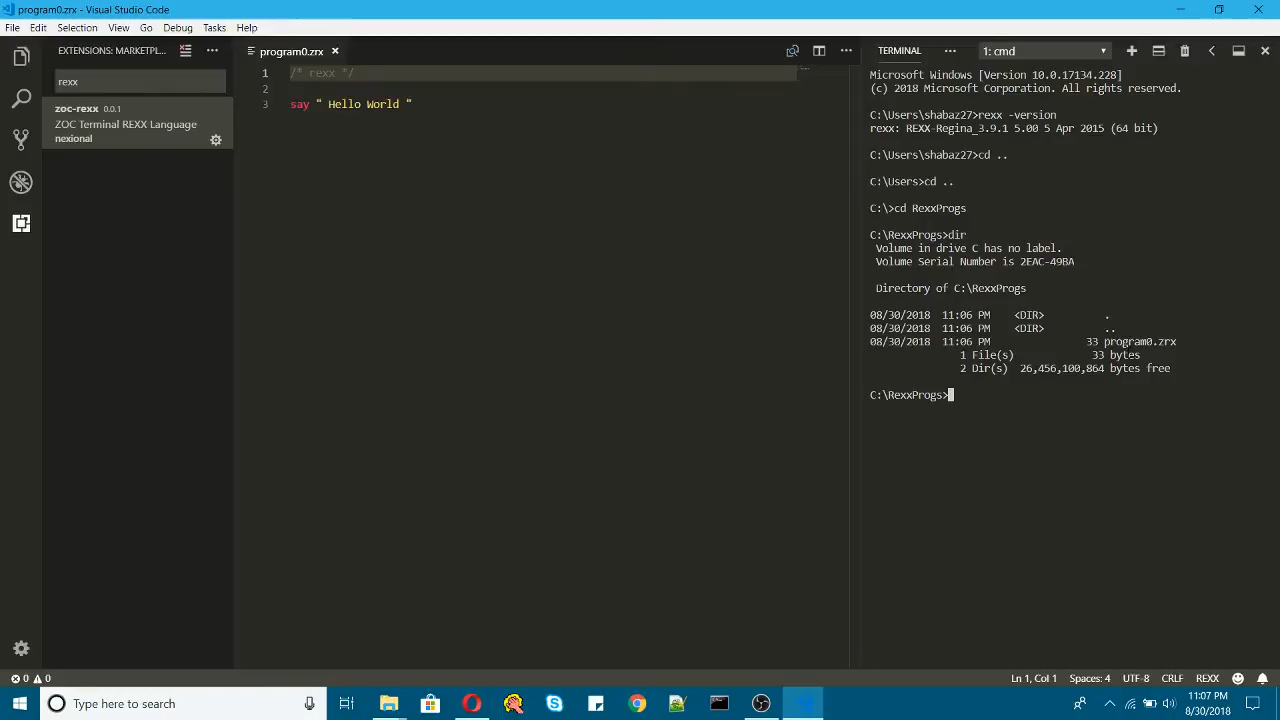 program0.zrx - Visual Studio Code
File Edit Selection View Go Debug Tasks Help
EXTENSIONS: MARKETPL...
rexx
zoc-rexx 0.0.1
ZOC Terminal REXX Language
nexional
program0.zrx
1 /* rexx */
2
3 say " Hello World "
TERMINAL
1: cmd
Microsoft Windows [Version 10.0.17134.228]
(c) 2018 Microsoft Corporation. All rights reserved.
C:\Users\shabaz27>rexx -version
rexx: REXX-Regina_3.9.1 5.00 5 Apr 2015 (64 bit)
C:\Users\shabaz27>cd ..
C:\Users>cd ..
C:\>cd RexxProgs
C:\RexxProgs>dir
Volume in drive C has no label.
Volume Serial Number is 2EAC-49BA
Directory of C:\RexxProgs
08/30/2018 11:06 PM <DIR> .
08/30/2018 11:06 PM <DIR> ..
08/30/2018 11:06 PM 33 program0.zrx
1 File(s) 33 bytes
2 Dir(s) 26,456,100,864 bytes free
C:\RexxProgs>
0 0
Ln 1, Col 1 Spaces: 4 UTF-8 CRLF REXX
Type here to search
11:07 PM
8/30/2018